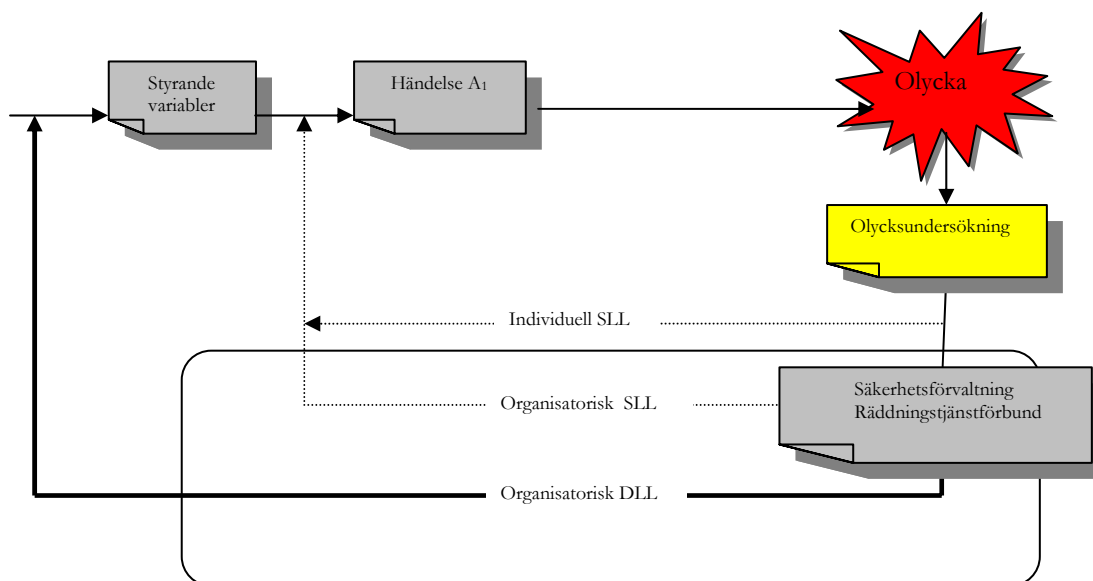 Styrande
variabler
Händelse A₁
Olycka
Olycksundersökning
Individuell SLL
Säkerhetsförvaltning
Räddningstjänstförbund
Organisatorisk SLL
Organisatorisk DLL